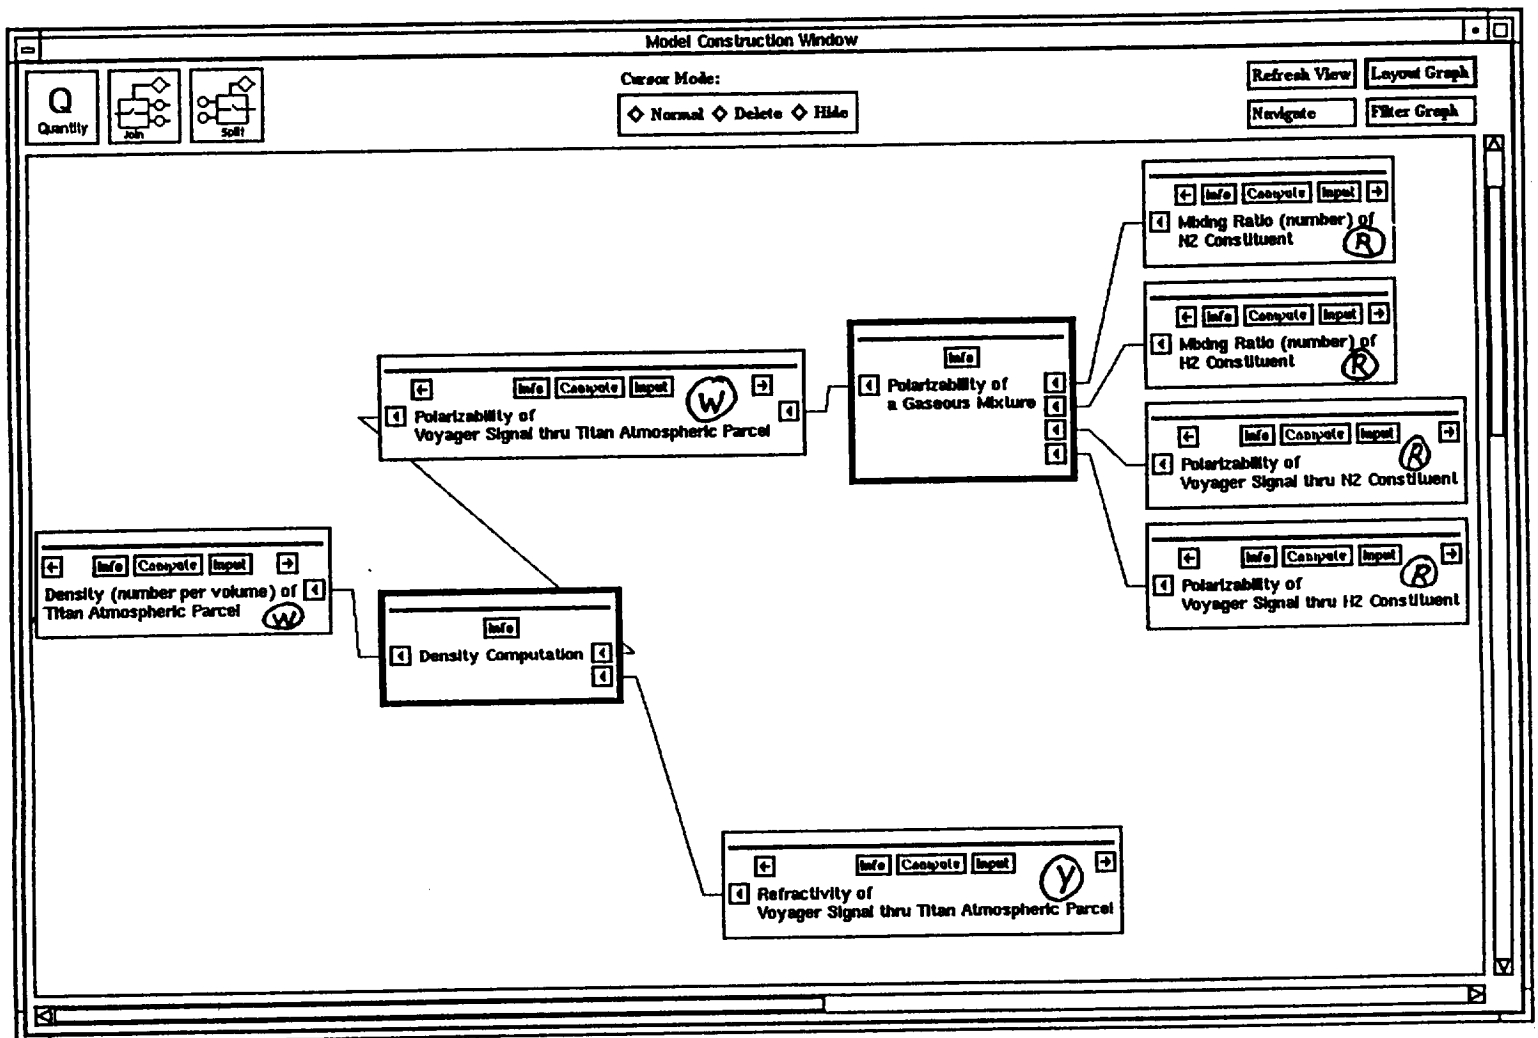 Model Construction Window
Q
Quantity
Join
Split
Cursor Mode:
Normal Delete Hide
Refresh View
Layout Graph
Navigate
Filter Graph
Info Compute Input
Mixing Ratio (number) of
N2 Constituent
R
Info Compute Input
Mixing Ratio (number) of
H2 Constituent
R
Info
Polarizability of
a Gaseous Mixture
Info Compute Input
W
Polarizability of
Voyager Signal thru Titan Atmospheric Parcel
Info Compute Input
R
Polarizability of
Voyager Signal thru N2 Constituent
Info Compute Input
R
Polarizability of
Voyager Signal thru H2 Constituent
Info Compute Input
Density (number per volume) of
Titan Atmospheric Parcel
W
Info
Density Computation
Info Compute Input
Y
Refractivity of
Voyager Signal thru Titan Atmospheric Parcel